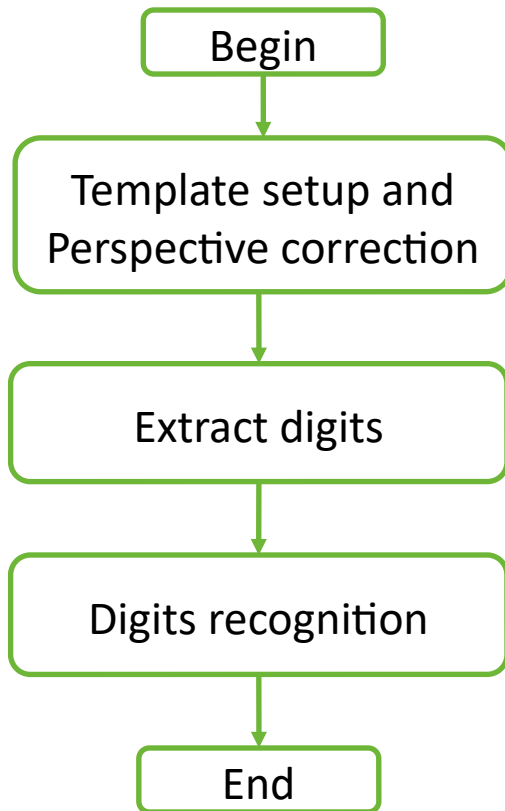 Begin
Template setup and
Perspective correction
Extract digits
Digits recognition
End